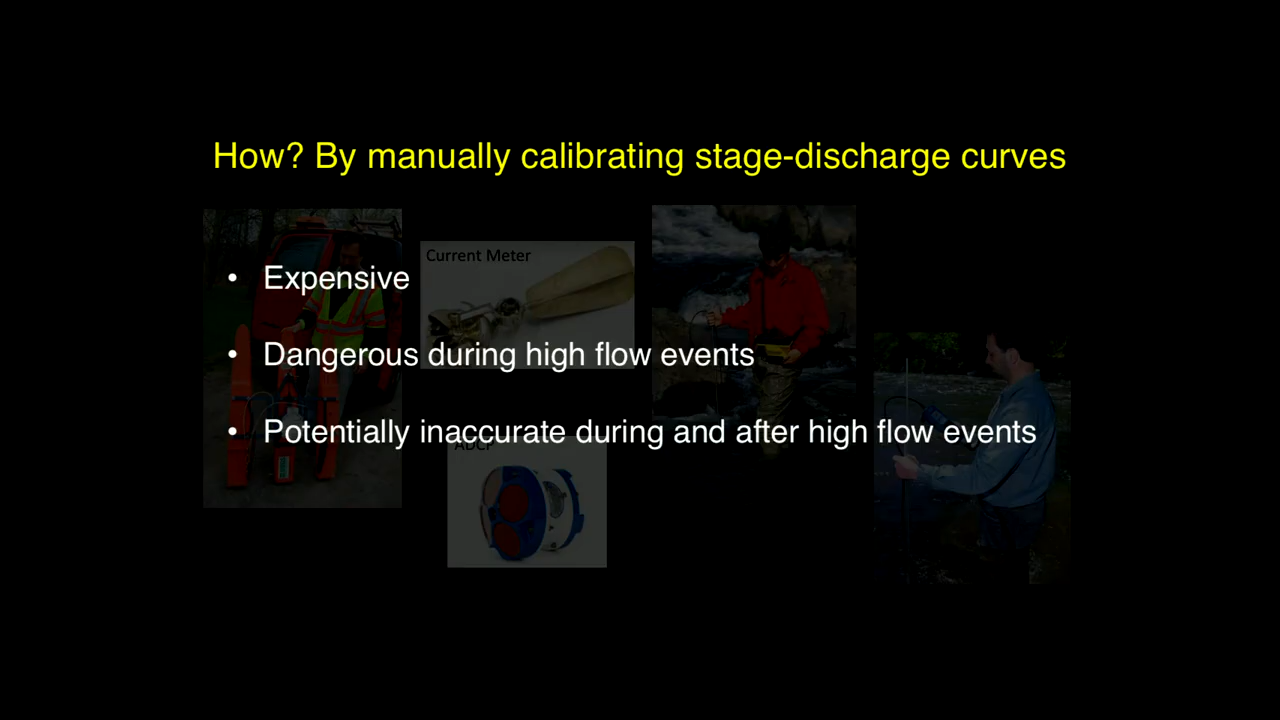 How? By manually calibrating stage-discharge curves
Current Meter
• Expensive
• Dangerous during high flow events
• Potentially inaccurate during and after high flow events
ADCP